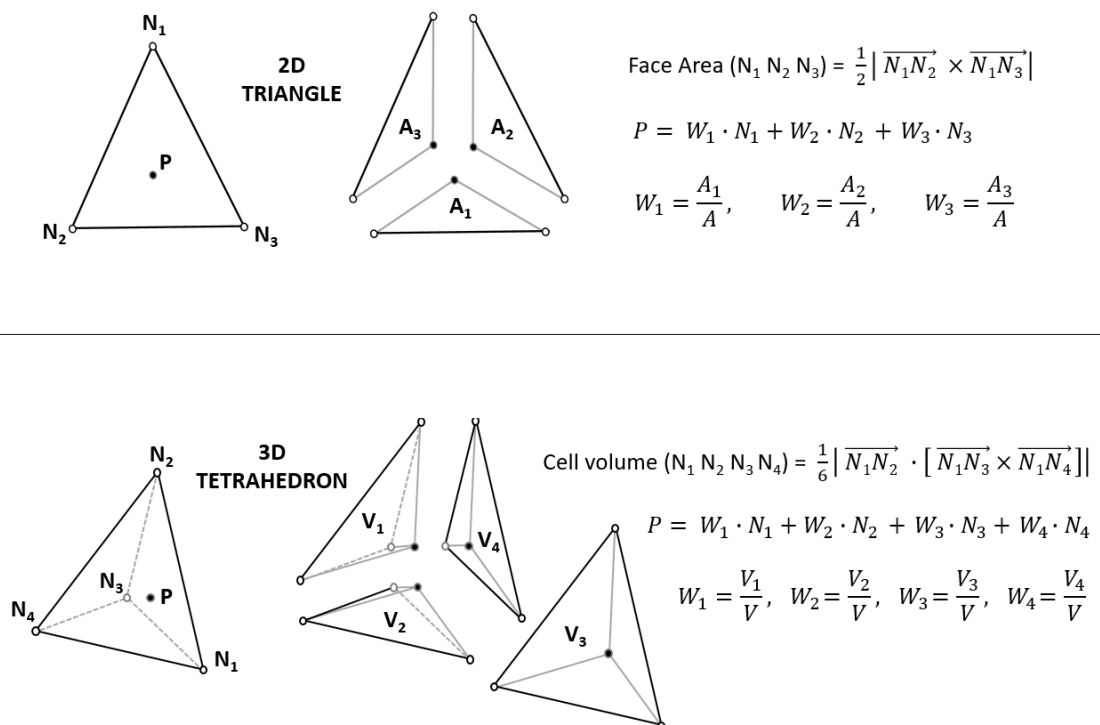 N₁
2D
TRIANGLE
P
N₂
N₃
A₃
A₂
A₁
Face Area (N₁ N₂ N₃) = ½| →N₁N₂ × →N₁N₃|
P = W₁ · N₁ + W₂ · N₂ + W₃ · N₃
W₁ = A₁/A, W₂ = A₂/A, W₃ = A₃/A
3D
TETRAHEDRON
N₂
N₃
P
N₄
N₁
V₁
V₄
V₂
V₃
Cell volume (N₁ N₂ N₃ N₄) = ⅙| →N₁N₂ · [ →N₁N₃ × →N₁N₄]|
P = W₁ · N₁ + W₂ · N₂ + W₃ · N₃ + W₄ · N₄
W₁ = V₁/V, W₂ = V₂/V, W₃ = V₃/V, W₄ = V₄/V